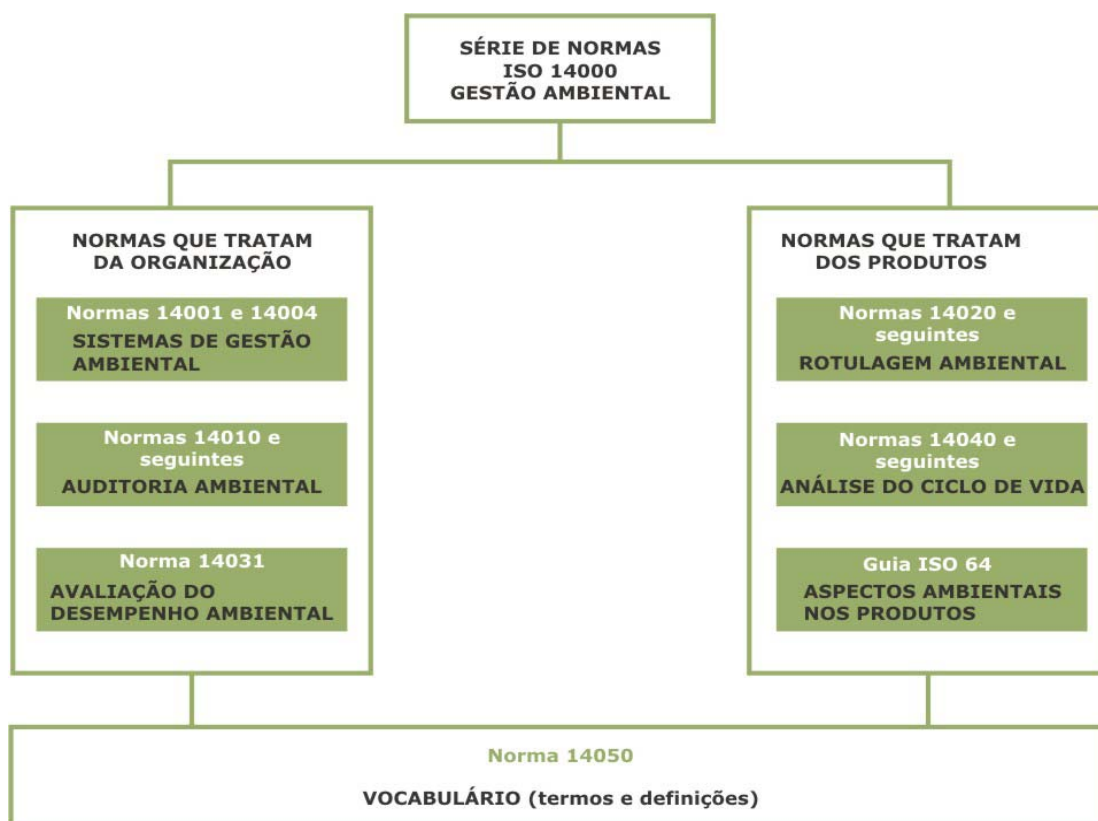 SÉRIE DE NORMAS
ISO 14000
GESTÃO AMBIENTAL
NORMAS QUE TRATAM
DA ORGANIZAÇÃO
Normas 14001 e 14004
SISTEMAS DE GESTÃO
AMBIENTAL
Normas 14010 e
seguintes
AUDITORIA AMBIENTAL
Norma 14031
AVALIAÇÃO DO
DESEMPENHO AMBIENTAL
NORMAS QUE TRATAM
DOS PRODUTOS
Normas 14020 e
seguintes
ROTULAGEM AMBIENTAL
Normas 14040 e
seguintes
ANÁLISE DO CICLO DE VIDA
Guia ISO 64
ASPECTOS AMBIENTAIS
NOS PRODUTOS
Norma 14050
VOCABULÁRIO (termos e definições)